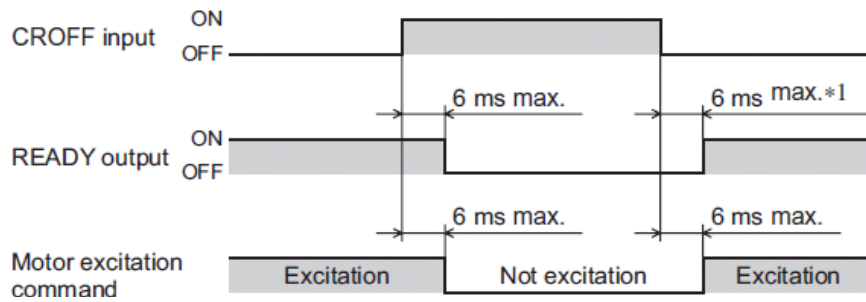 ON
CROFF input
OFF
6 ms max.
6 ms max.*1
ON
READY output
OFF
6 ms max.
6 ms max.
Motor excitation
command
Excitation
Not excitation
Excitation